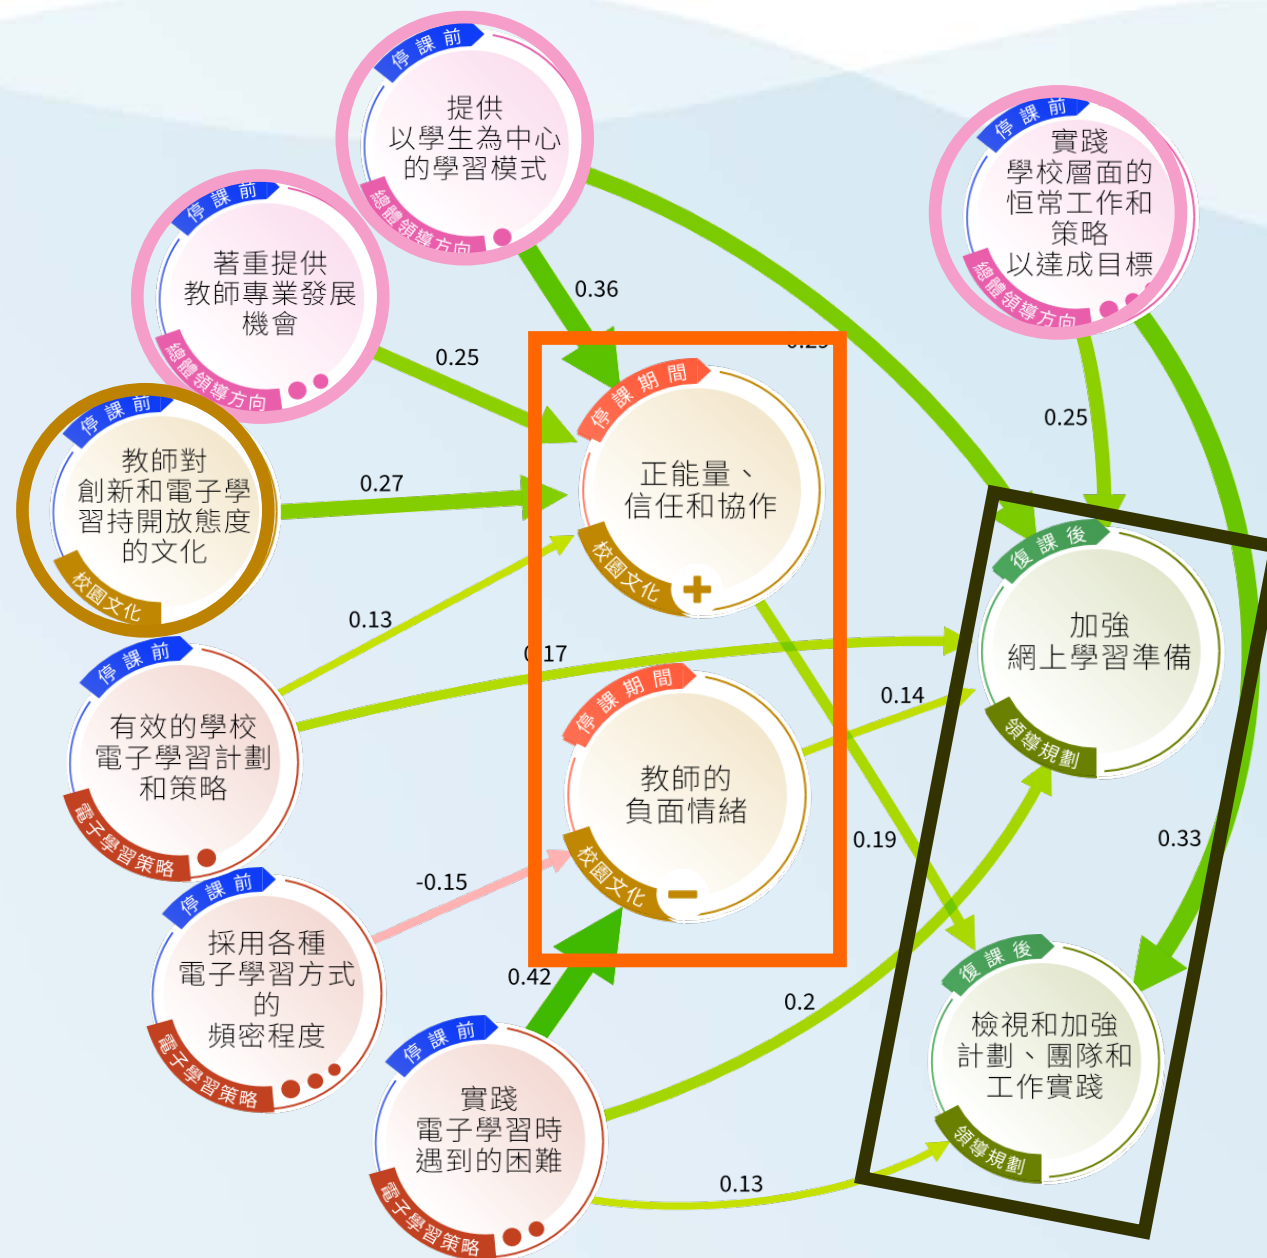 停課前
提供
以學生為中心
的學習模式
總體領導方向
停課前
實踐
學校層面的
恒常工作和
策略
以達成目標
總體領導方向
停課前
著重提供
教師專業發展
機會
總體領導方向
0.36
0.25
0.25
停課前
教師對
創新和電子學
習持開放態度
的文化
校園文化
0.27
停課期間
正能量、
信任和協作
校園文化
0.13
0.17
復課後
加強
網上學習準備
領導規劃
停課前
有效的學校
電子學習計劃
和策略
電子學習策略
停課期間
教師的
負面情緒
校園文化
0.14
0.19
0.33
-0.15
停課前
採用各種
電子學習方式
的
頻密程度
電子學習策略
0.42
0.2
復課後
檢視和加強
計劃、團隊和
工作實踐
領導規劃
停課前
實踐
電子學習時
遇到的困難
電子學習策略
0.13